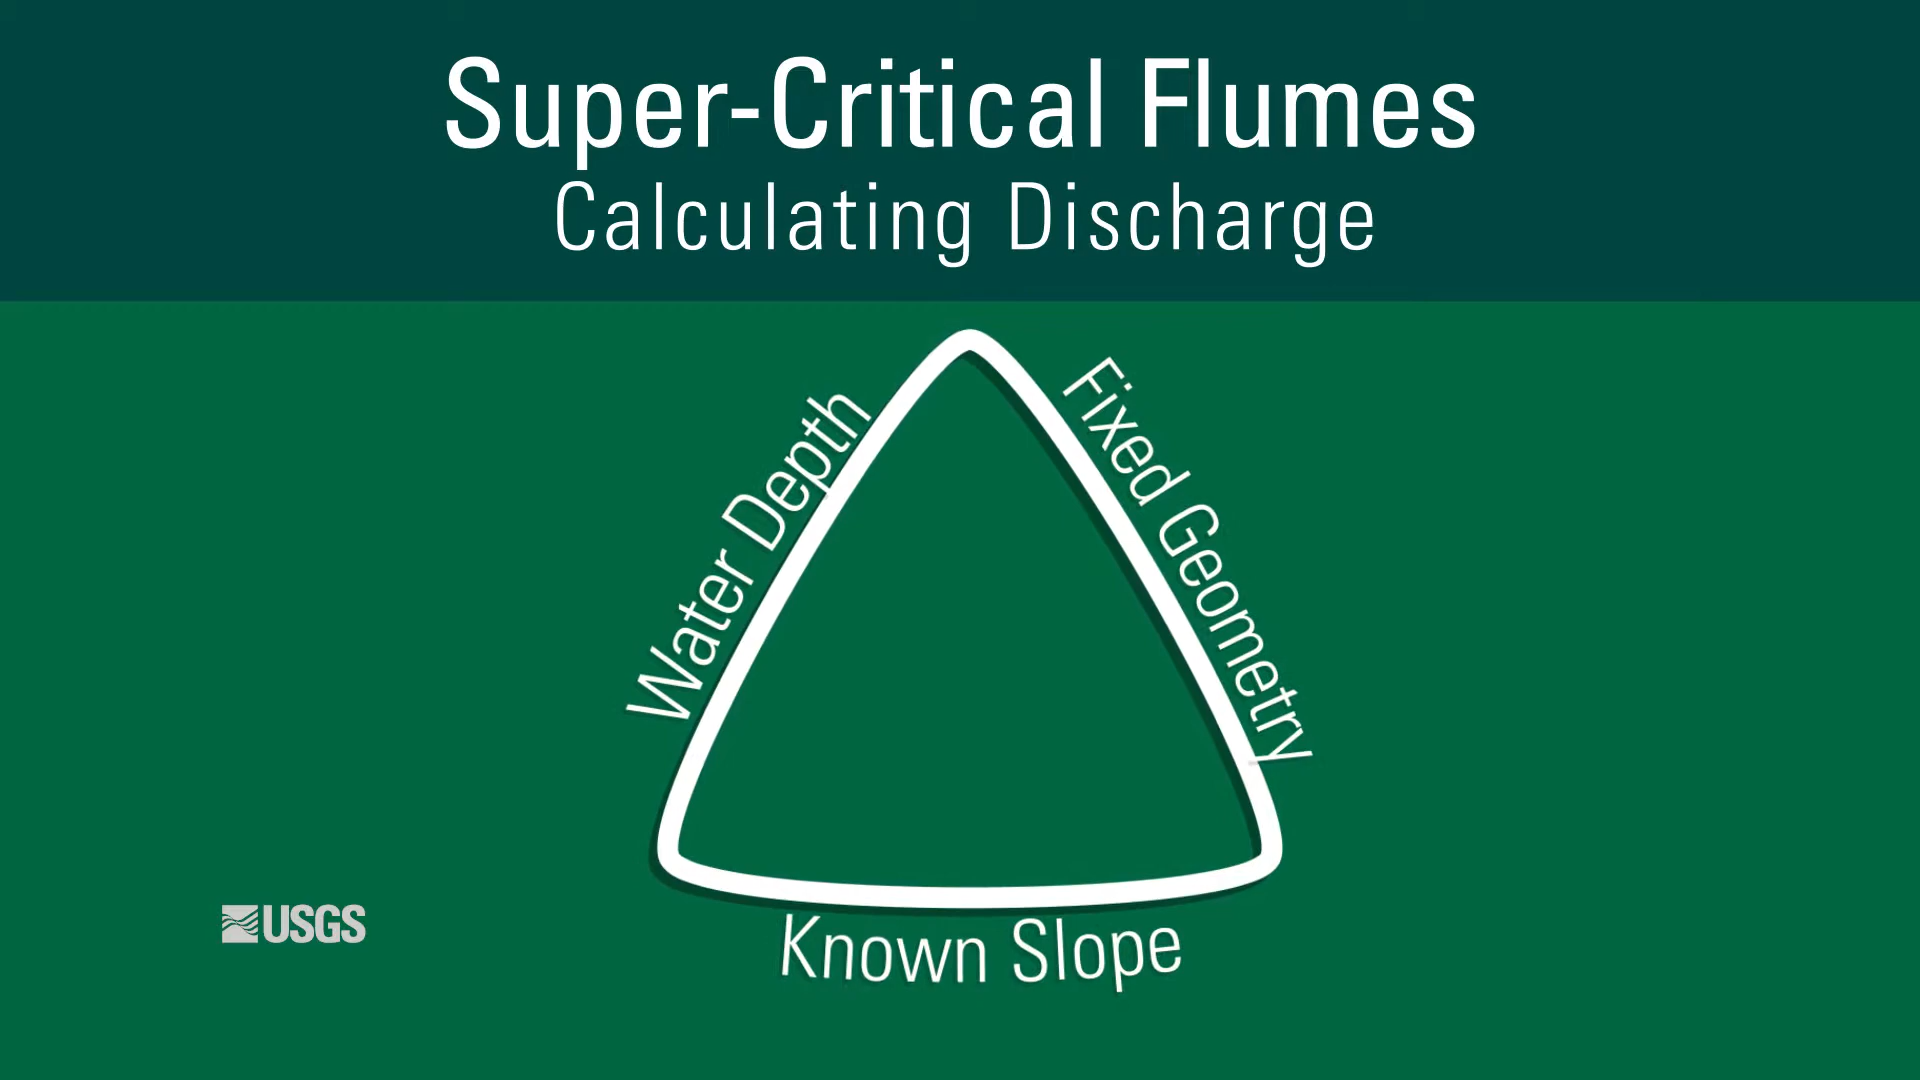 Super-Critical Flumes
Calculating Discharge
Water Depth
Fixed Geometry
Known Slope
USGS